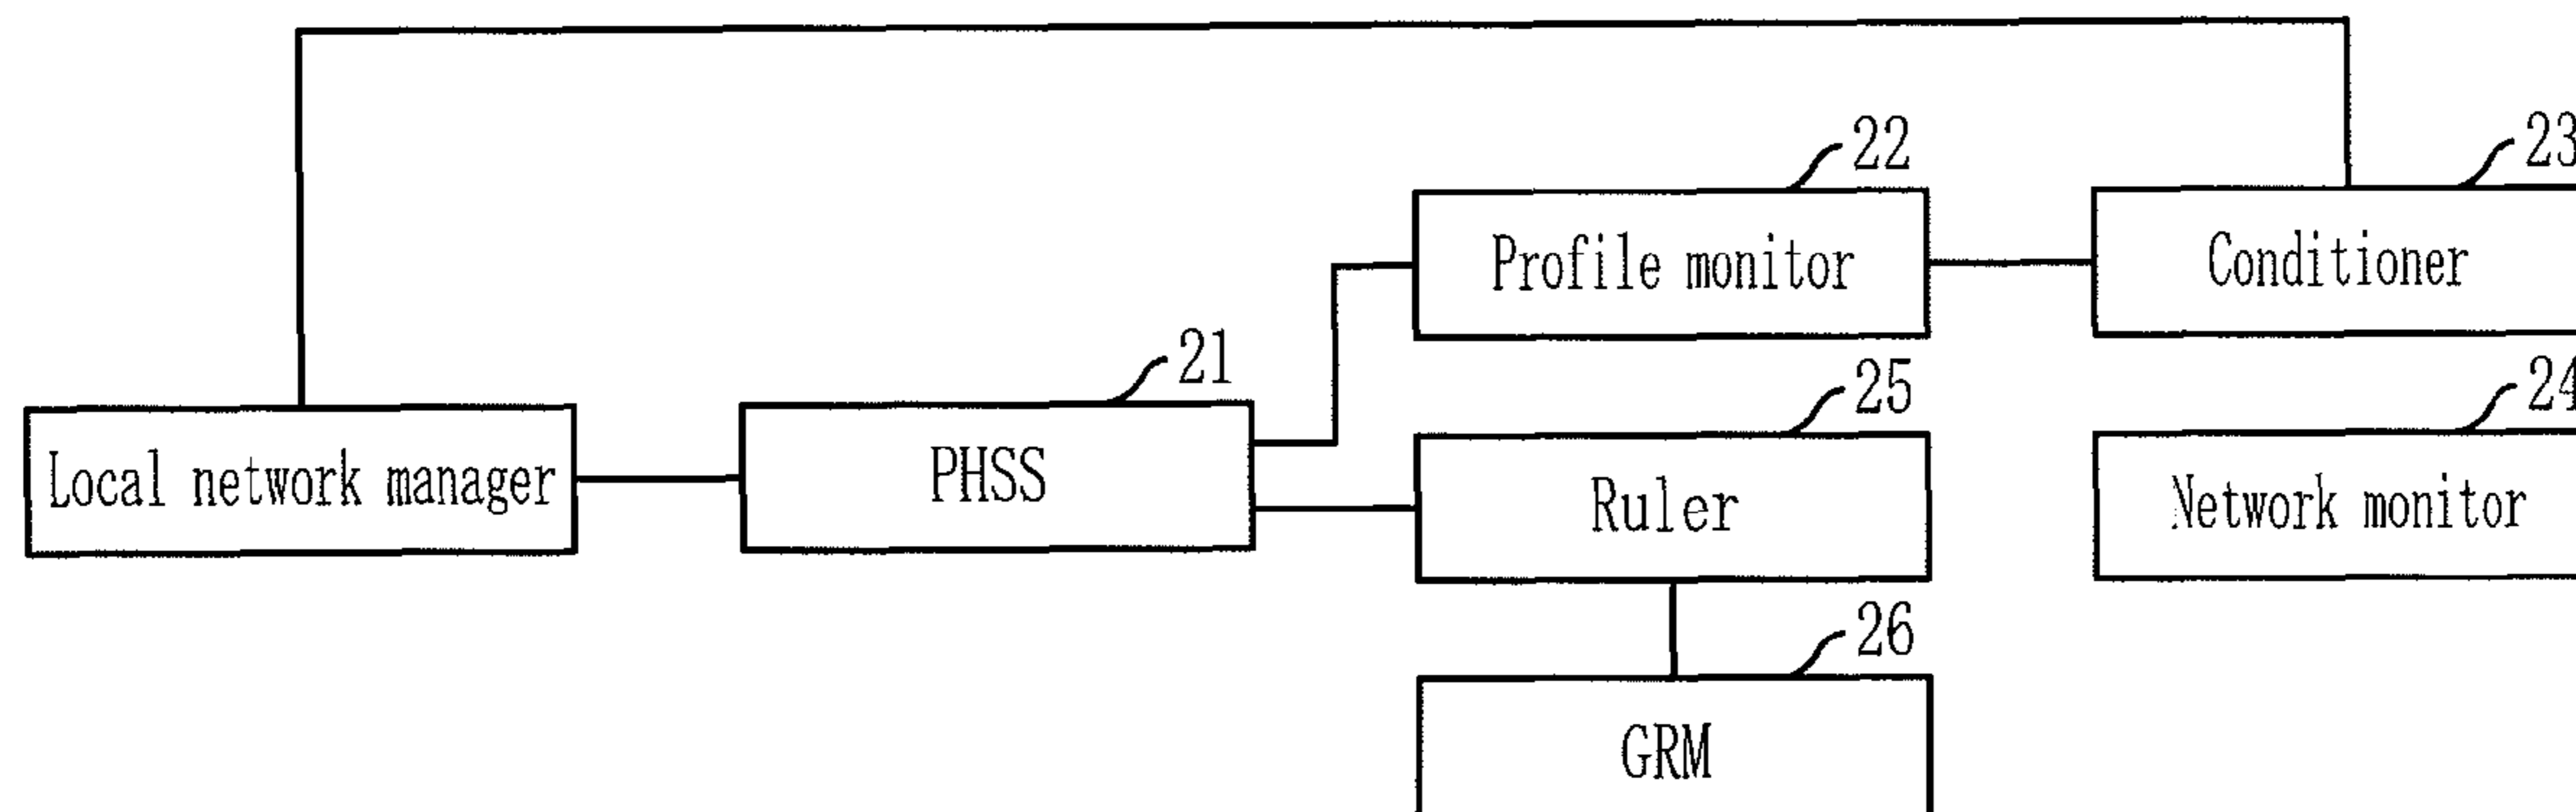 22
23
Profile monitor
Conditioner
21
25
24
Local network manager
PHSS
Ruler
Network monitor
26
GRM